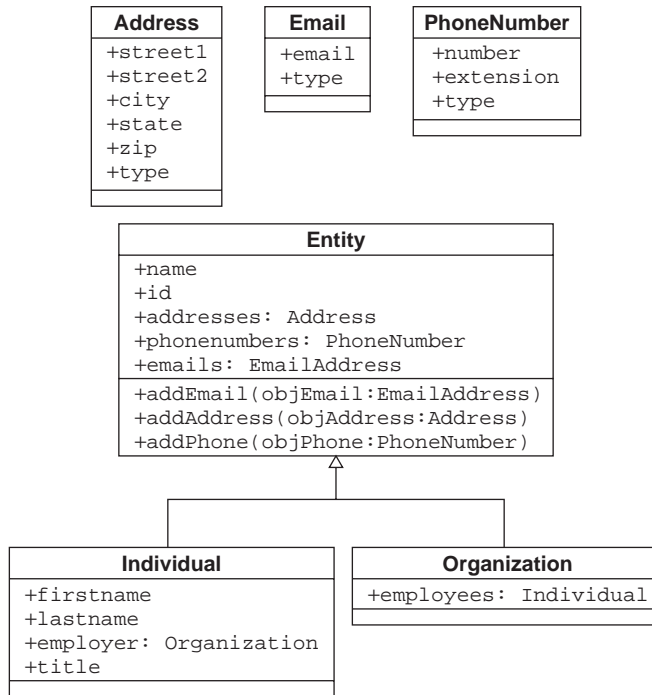 Address
+street1
+street2
+city
+state
+zip
+type
Email
+email
+type
PhoneNumber
+number
+extension
+type
Entity
+name
+id
+addresses: Address
+phonenumbers: PhoneNumber
+emails: EmailAddress
+addEmail(objEmail:EmailAddress)
+addAddress(objAddress:Address)
+addPhone(objPhone:PhoneNumber)
Individual
+firstname
+lastname
+employer: Organization
+title
Organization
+employees: Individual